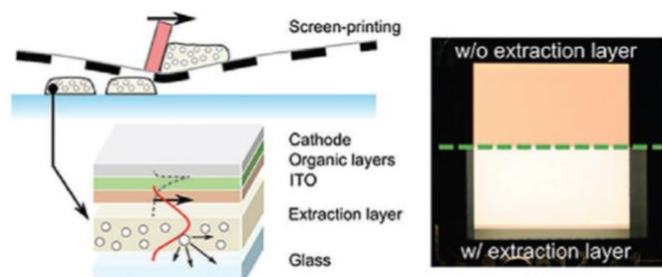 Screen-printing
w/o extraction layer
Cathode
Organic layers
ITO
Extraction layer
Glass
w/ extraction layer